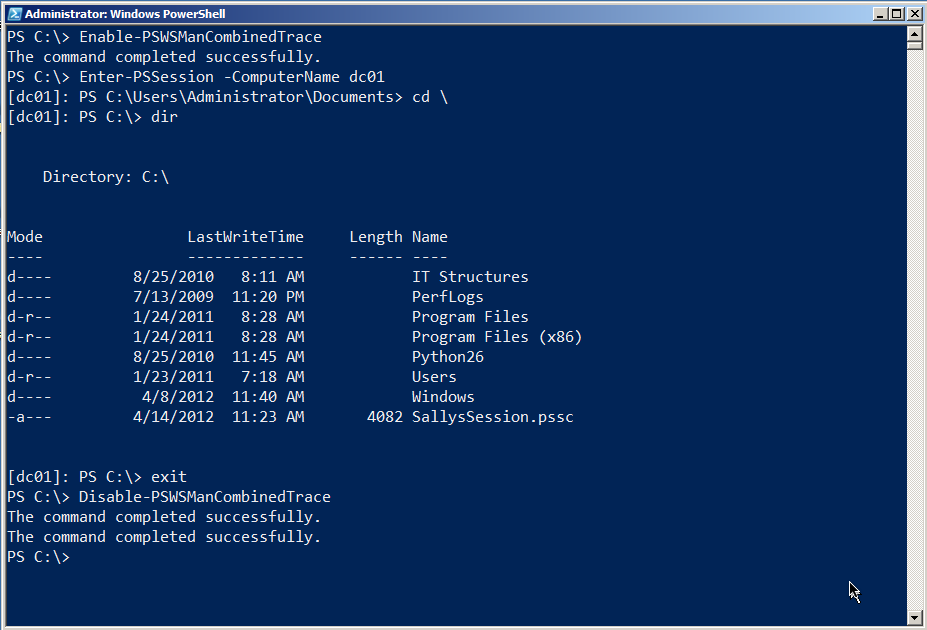 Administrator: Windows PowerShell
PS C:\> Enable-PSWSManCombinedTrace
The command completed successfully.
PS C:\> Enter-PSSession -ComputerName dc01
[dc01]: PS C:\Users\Administrator\Documents> cd \
[dc01]: PS C:\> dir
    Directory: C:\
Mode                LastWriteTime     Length Name
----                -------------     ------ ----
d----         8/25/2010   8:11 AM            IT Structures
d----         7/13/2009  11:20 PM            PerfLogs
d-r--         1/24/2011   8:28 AM            Program Files
d-r--         1/24/2011   8:28 AM            Program Files (x86)
d----         8/25/2010  11:45 AM            Python26
d-r--         1/23/2011   7:18 AM            Users
d----          4/8/2012  11:40 AM            Windows
-a---         4/14/2012  11:23 AM       4082 SallysSession.pssc
[dc01]: PS C:\> exit
PS C:\> Disable-PSWSManCombinedTrace
The command completed successfully.
The command completed successfully.
PS C:\>